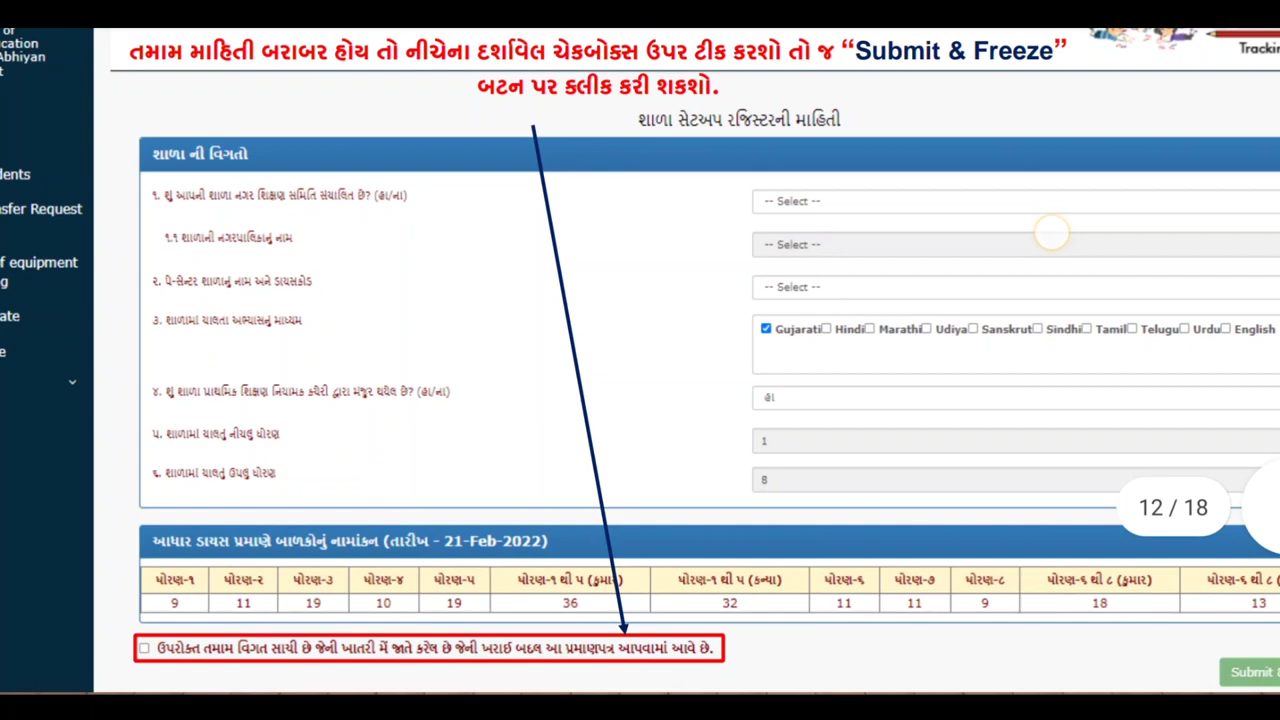 of
cation
Abhiyan
t
તમામ માહિતી બરાબર હોય તો નીચેના દર્શાવેલ ચેકબોક્સ ઉપર ટીક કરશો તો જ “Submit & Freeze”
બટન પર ક્લીક કરી શકશો.
Trackin
શાળા સેટઅપ રજિસ્ટરની માહિતી
શાળા ની વિગતો
dents
sfer Request
f equipment
g
ate
e
૧. શું આપની શાળા નગર શિક્ષણ સમિતિ સંચાલિત છે? (હા/ના)
-- Select --
૧.૧ શાળાની નગરપાલિકાનું નામ
-- Select --
૨. પે-સેન્ટર શાળાનું નામ અને ડાયસકોડ
-- Select --
૩. શાળામાં ચાલતા અભ્યાસનું માધ્યમ
Gujarati Hindi Marathi Udiya Sanskrut Sindhi Tamil Telugu Urdu English
૪. શું શાળા પ્રાથમિક શિક્ષણ નિયામક કચેરી દ્વારા મંજુર થયેલ છે? (હા/ના)
હા
૫. શાળામાં ચાલતું નીચલું ધોરણ
1
૬. શાળામાં ચાલતું ઉપલું ધોરણ
8
12 / 18
આધાર ડાયસ પ્રમાણે બાળકોનું નામાંકન (તારીખ - 21-Feb-2022)
ધોરણ-૧ ધોરણ-૨ ધોરણ-૩ ધોરણ-૪ ધોરણ-૫ ધોરણ-૧ થી ૫ (કુમાર) ધોરણ-૧ થી ૫ (કન્યા) ધોરણ-૬ ધોરણ-૭ ધોરણ-૮ ધોરણ-૬ થી ૮ (કુમાર) ધોરણ-૬ થી ૮ (
9 11 19 10 19 36 32 11 11 9 18 13
ઉપરોક્ત તમામ વિગત સાચી છે જેની ખાતરી મેં જાતે કરેલ છે જેની ખરાઈ બદલ આ પ્રમાણપત્ર આપવામાં આવે છે.
Submit &